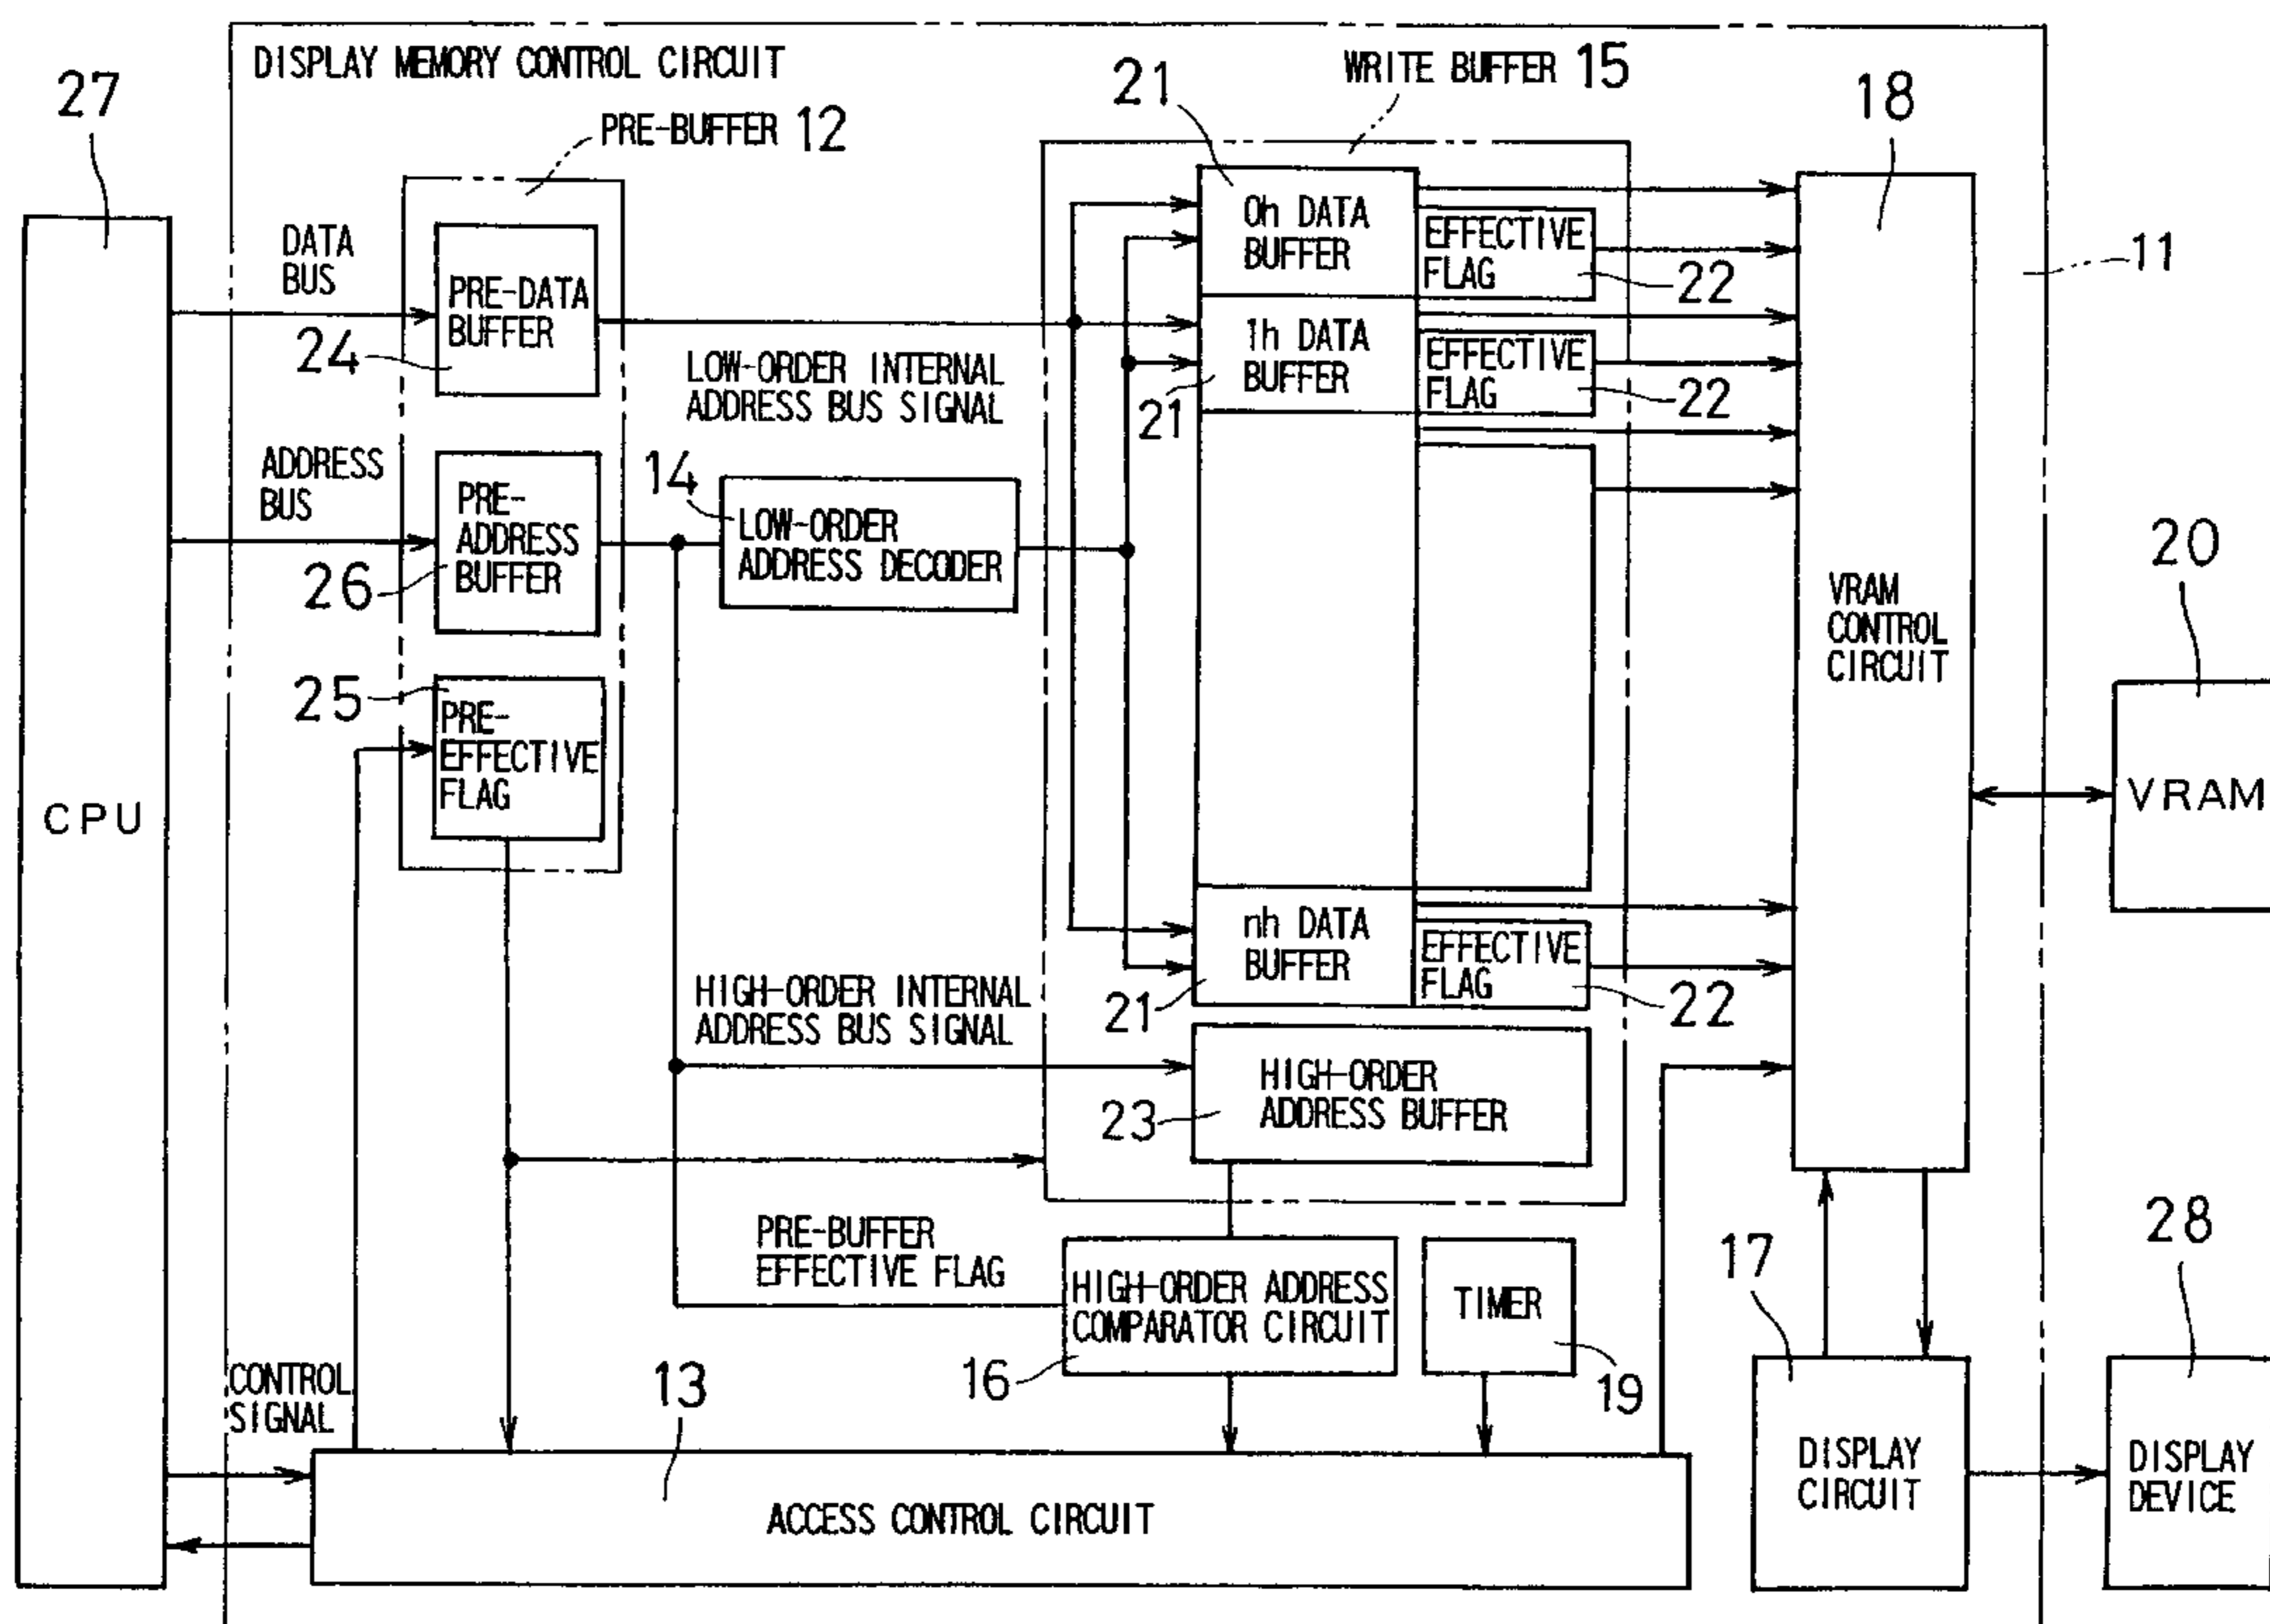 DISPLAY MEMORY CONTROL CIRCUIT
WRITE BUFFER 15
27
PRE-BUFFER 12
21
18
DATA
BUS
0h DATA
BUFFER
EFFECTIVE
FLAG
22
11
PRE-DATA
BUFFER
24
LOW-ORDER INTERNAL
ADDRESS BUS SIGNAL
1h DATA
BUFFER
21
EFFECTIVE
FLAG
22
ADDRESS
BUS
PRE-
ADDRESS
BUFFER
26
14
LOW-ORDER
ADDRESS DECODER
VRAM
CONTROL
CIRCUIT
20
VRAM
25
PRE-
EFFECTIVE
FLAG
CPU
nh DATA
BUFFER
21
EFFECTIVE
FLAG
22
HIGH-ORDER INTERNAL
ADDRESS BUS SIGNAL
HIGH-ORDER
ADDRESS BUFFER
23
PRE-BUFFER
EFFECTIVE FLAG
HIGH-ORDER ADDRESS
COMPARATOR CIRCUIT
16
TIMER
19
17
28
CONTROL
SIGNAL
13
ACCESS CONTROL CIRCUIT
DISPLAY
CIRCUIT
DISPLAY
DEVICE